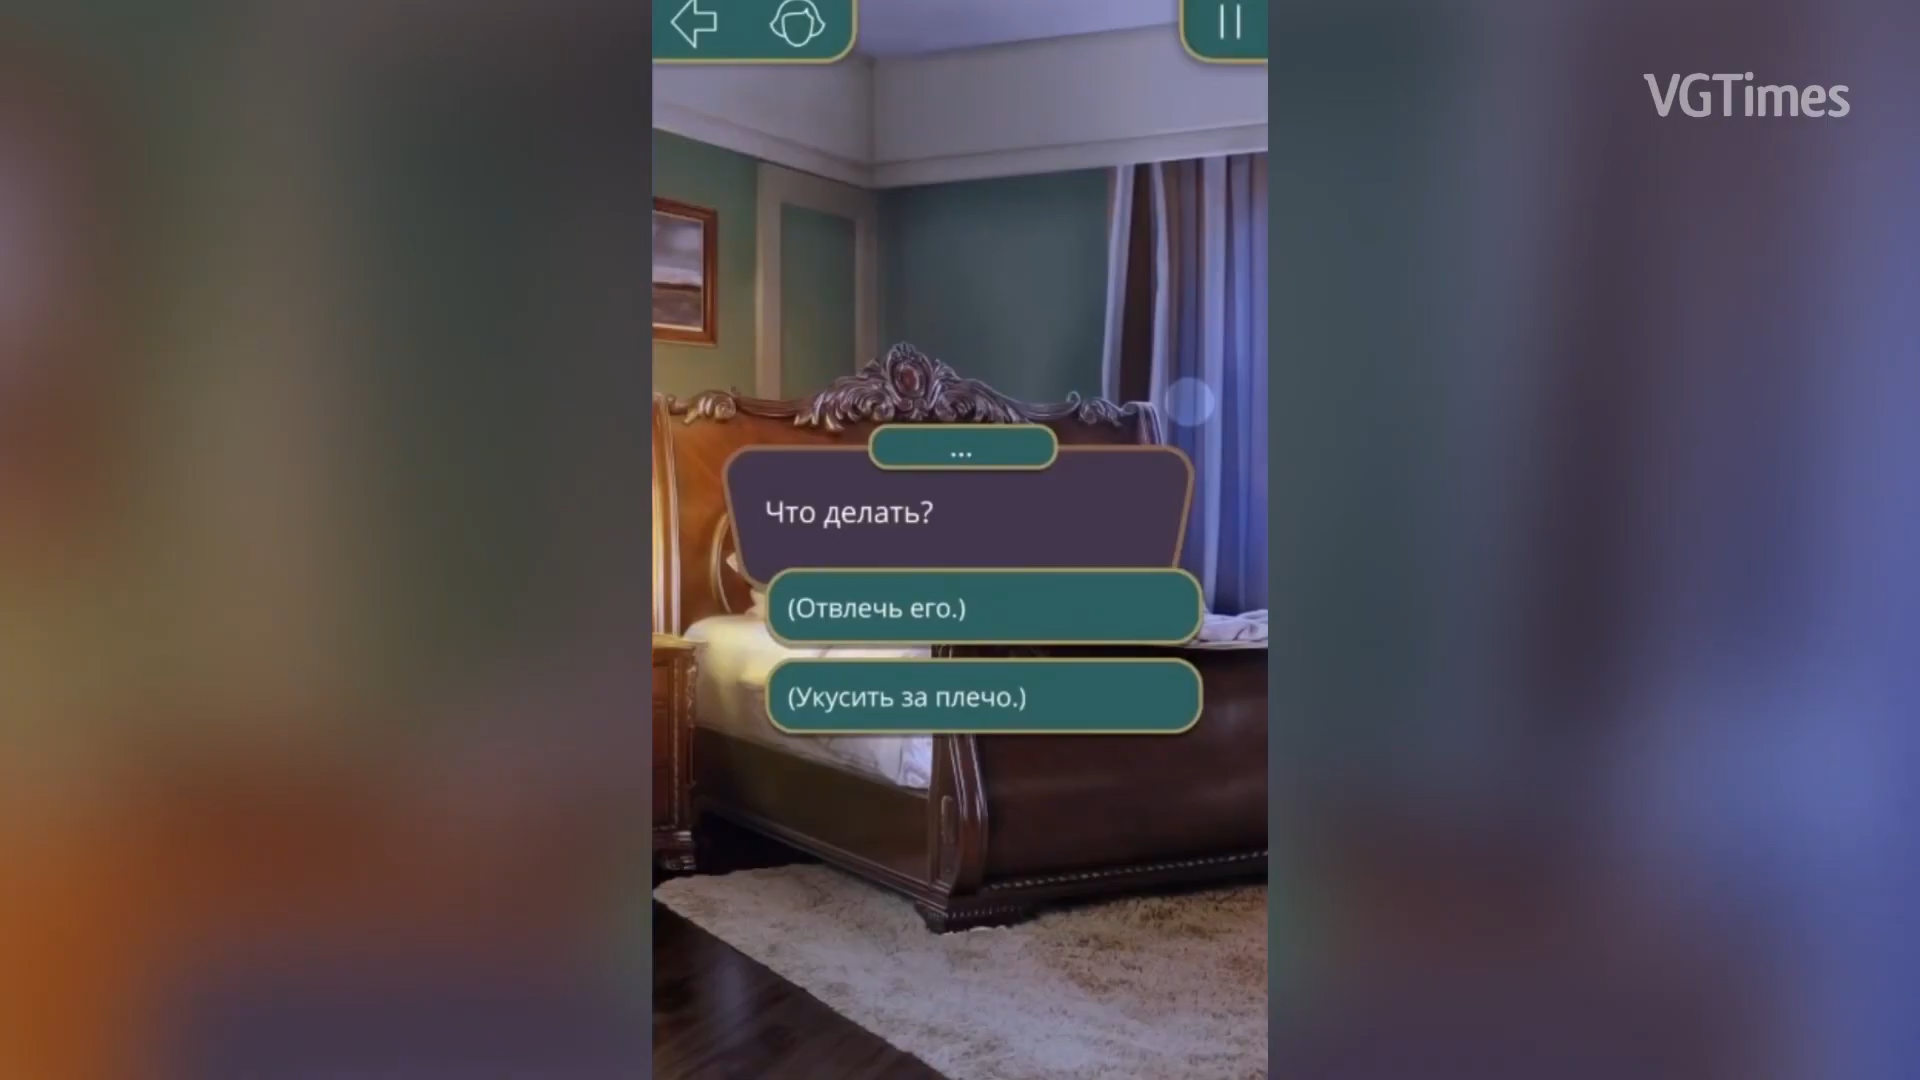 VGTimes
...
Что делать?
(Отвлечь его.)
(Укусить за плечо.)